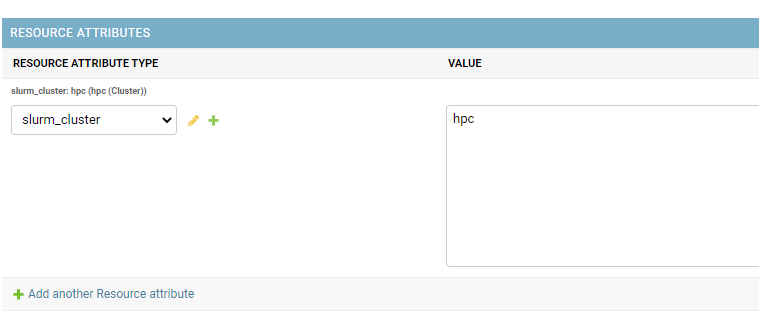 RESOURCE ATTRIBUTES
RESOURCE ATTRIBUTE TYPE VALUE
slurm_cluster: hpc (hpc (Cluster))
slurm_cluster hpc
Add another Resource attribute